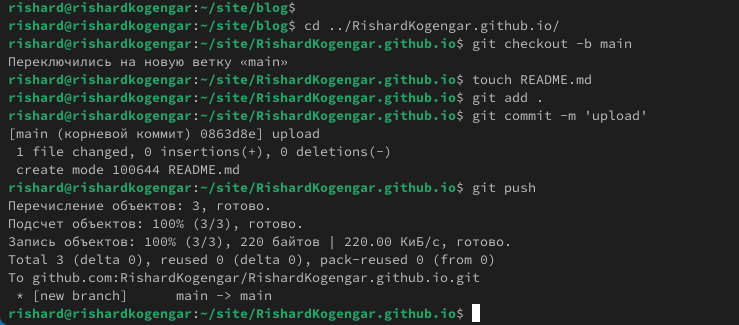 rishard@rishardkogengar:~/site/blog$
rishard@rishardkogengar:~/site/blog$ cd ../RishardKogengar.github.io/
rishard@rishardkogengar:~/site/RishardKogengar.github.io$ git checkout -b main
Переключились на новую ветку «main»
rishard@rishardkogengar:~/site/RishardKogengar.github.io$ touch README.md
rishard@rishardkogengar:~/site/RishardKogengar.github.io$ git add .
rishard@rishardkogengar:~/site/RishardKogengar.github.io$ git commit -m 'upload'
[main (корневой коммит) 0863d8e] upload
 1 file changed, 0 insertions(+), 0 deletions(-)
 create mode 100644 README.md
rishard@rishardkogengar:~/site/RishardKogengar.github.io$ git push
Перечисление объектов: 3, готово.
Подсчет объектов: 100% (3/3), готово.
Запись объектов: 100% (3/3), 220 байтов | 220.00 КиБ/с, готово.
Total 3 (delta 0), reused 0 (delta 0), pack-reused 0 (from 0)
To github.com:RishardKogengar/RishardKogengar.github.io.git
 * [new branch]      main -> main
rishard@rishardkogengar:~/site/RishardKogengar.github.io$